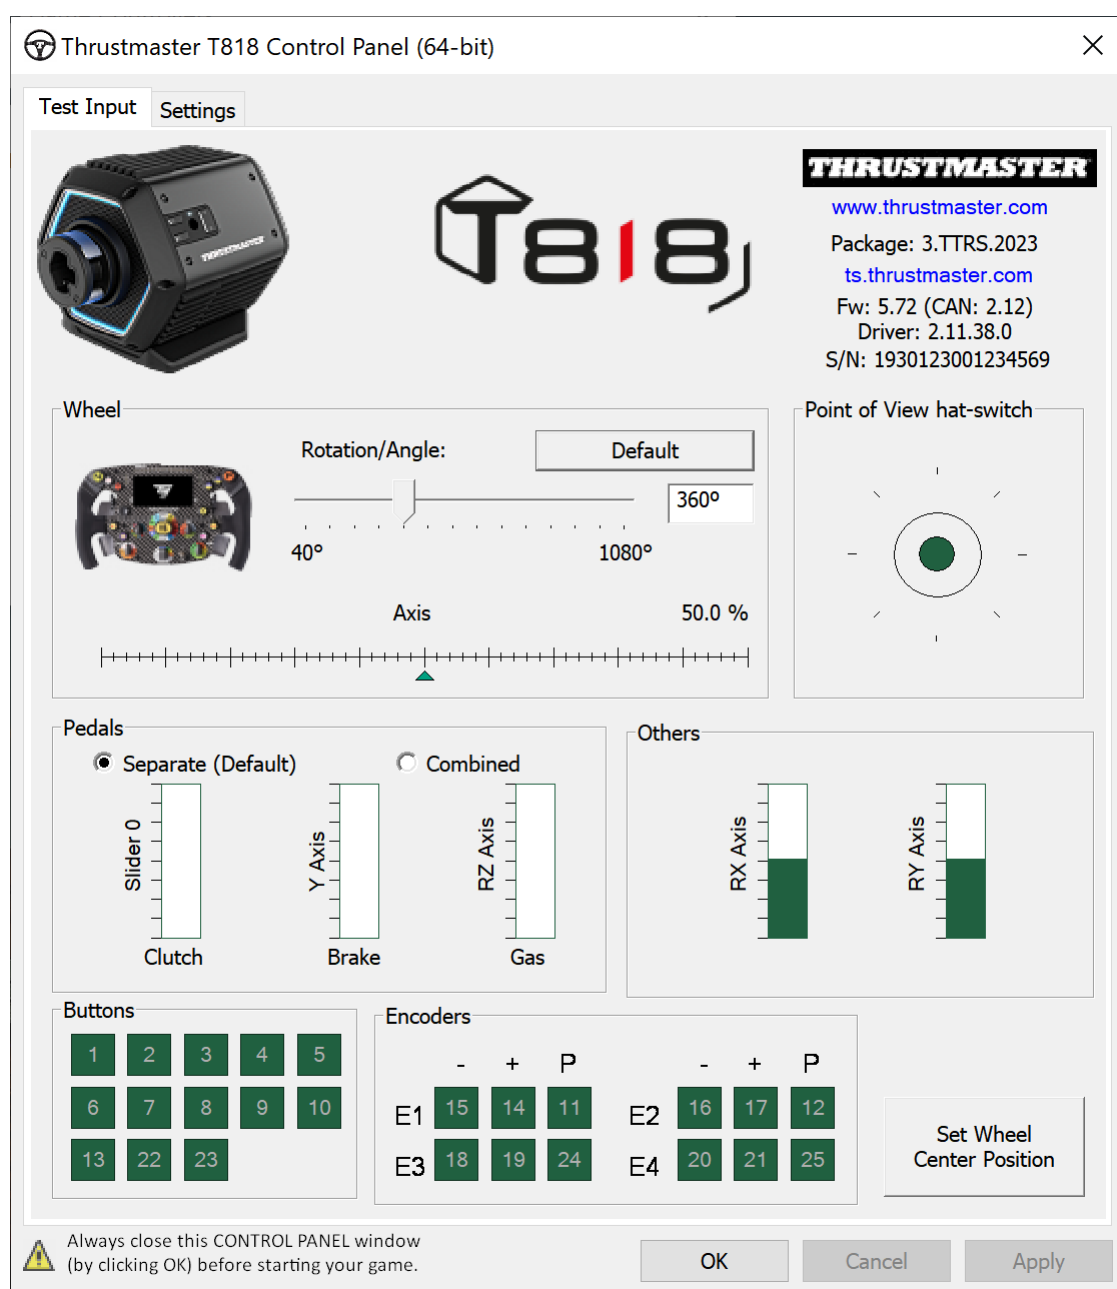 Thrustmaster T818 Control Panel (64-bit)
Test Input
Settings
THRUSTMASTER
T818
THRUSTMASTER
www.thrustmaster.com
Package: 3.TTRS.2023
ts.thrustmaster.com
Fw: 5.72 (CAN: 2.12)
Driver: 2.11.38.0
S/N: 1930123001234569
Wheel
Rotation/Angle:
Default
360º
40°
1080°
Axis
50.0 %
Point of View hat-switch
Pedals
Separate (Default)
Combined
Slider 0
Y Axis
RZ Axis
Clutch
Brake
Gas
Others
RX Axis
RY Axis
Buttons
1 2 3 4 5
6 7 8 9 10
13 22 23
Encoders
- + P - + P
E1 15 14 11 E2 16 17 12
E3 18 19 24 E4 20 21 25
Set Wheel
Center Position
Always close this CONTROL PANEL window
(by clicking OK) before starting your game.
OK
Cancel
Apply